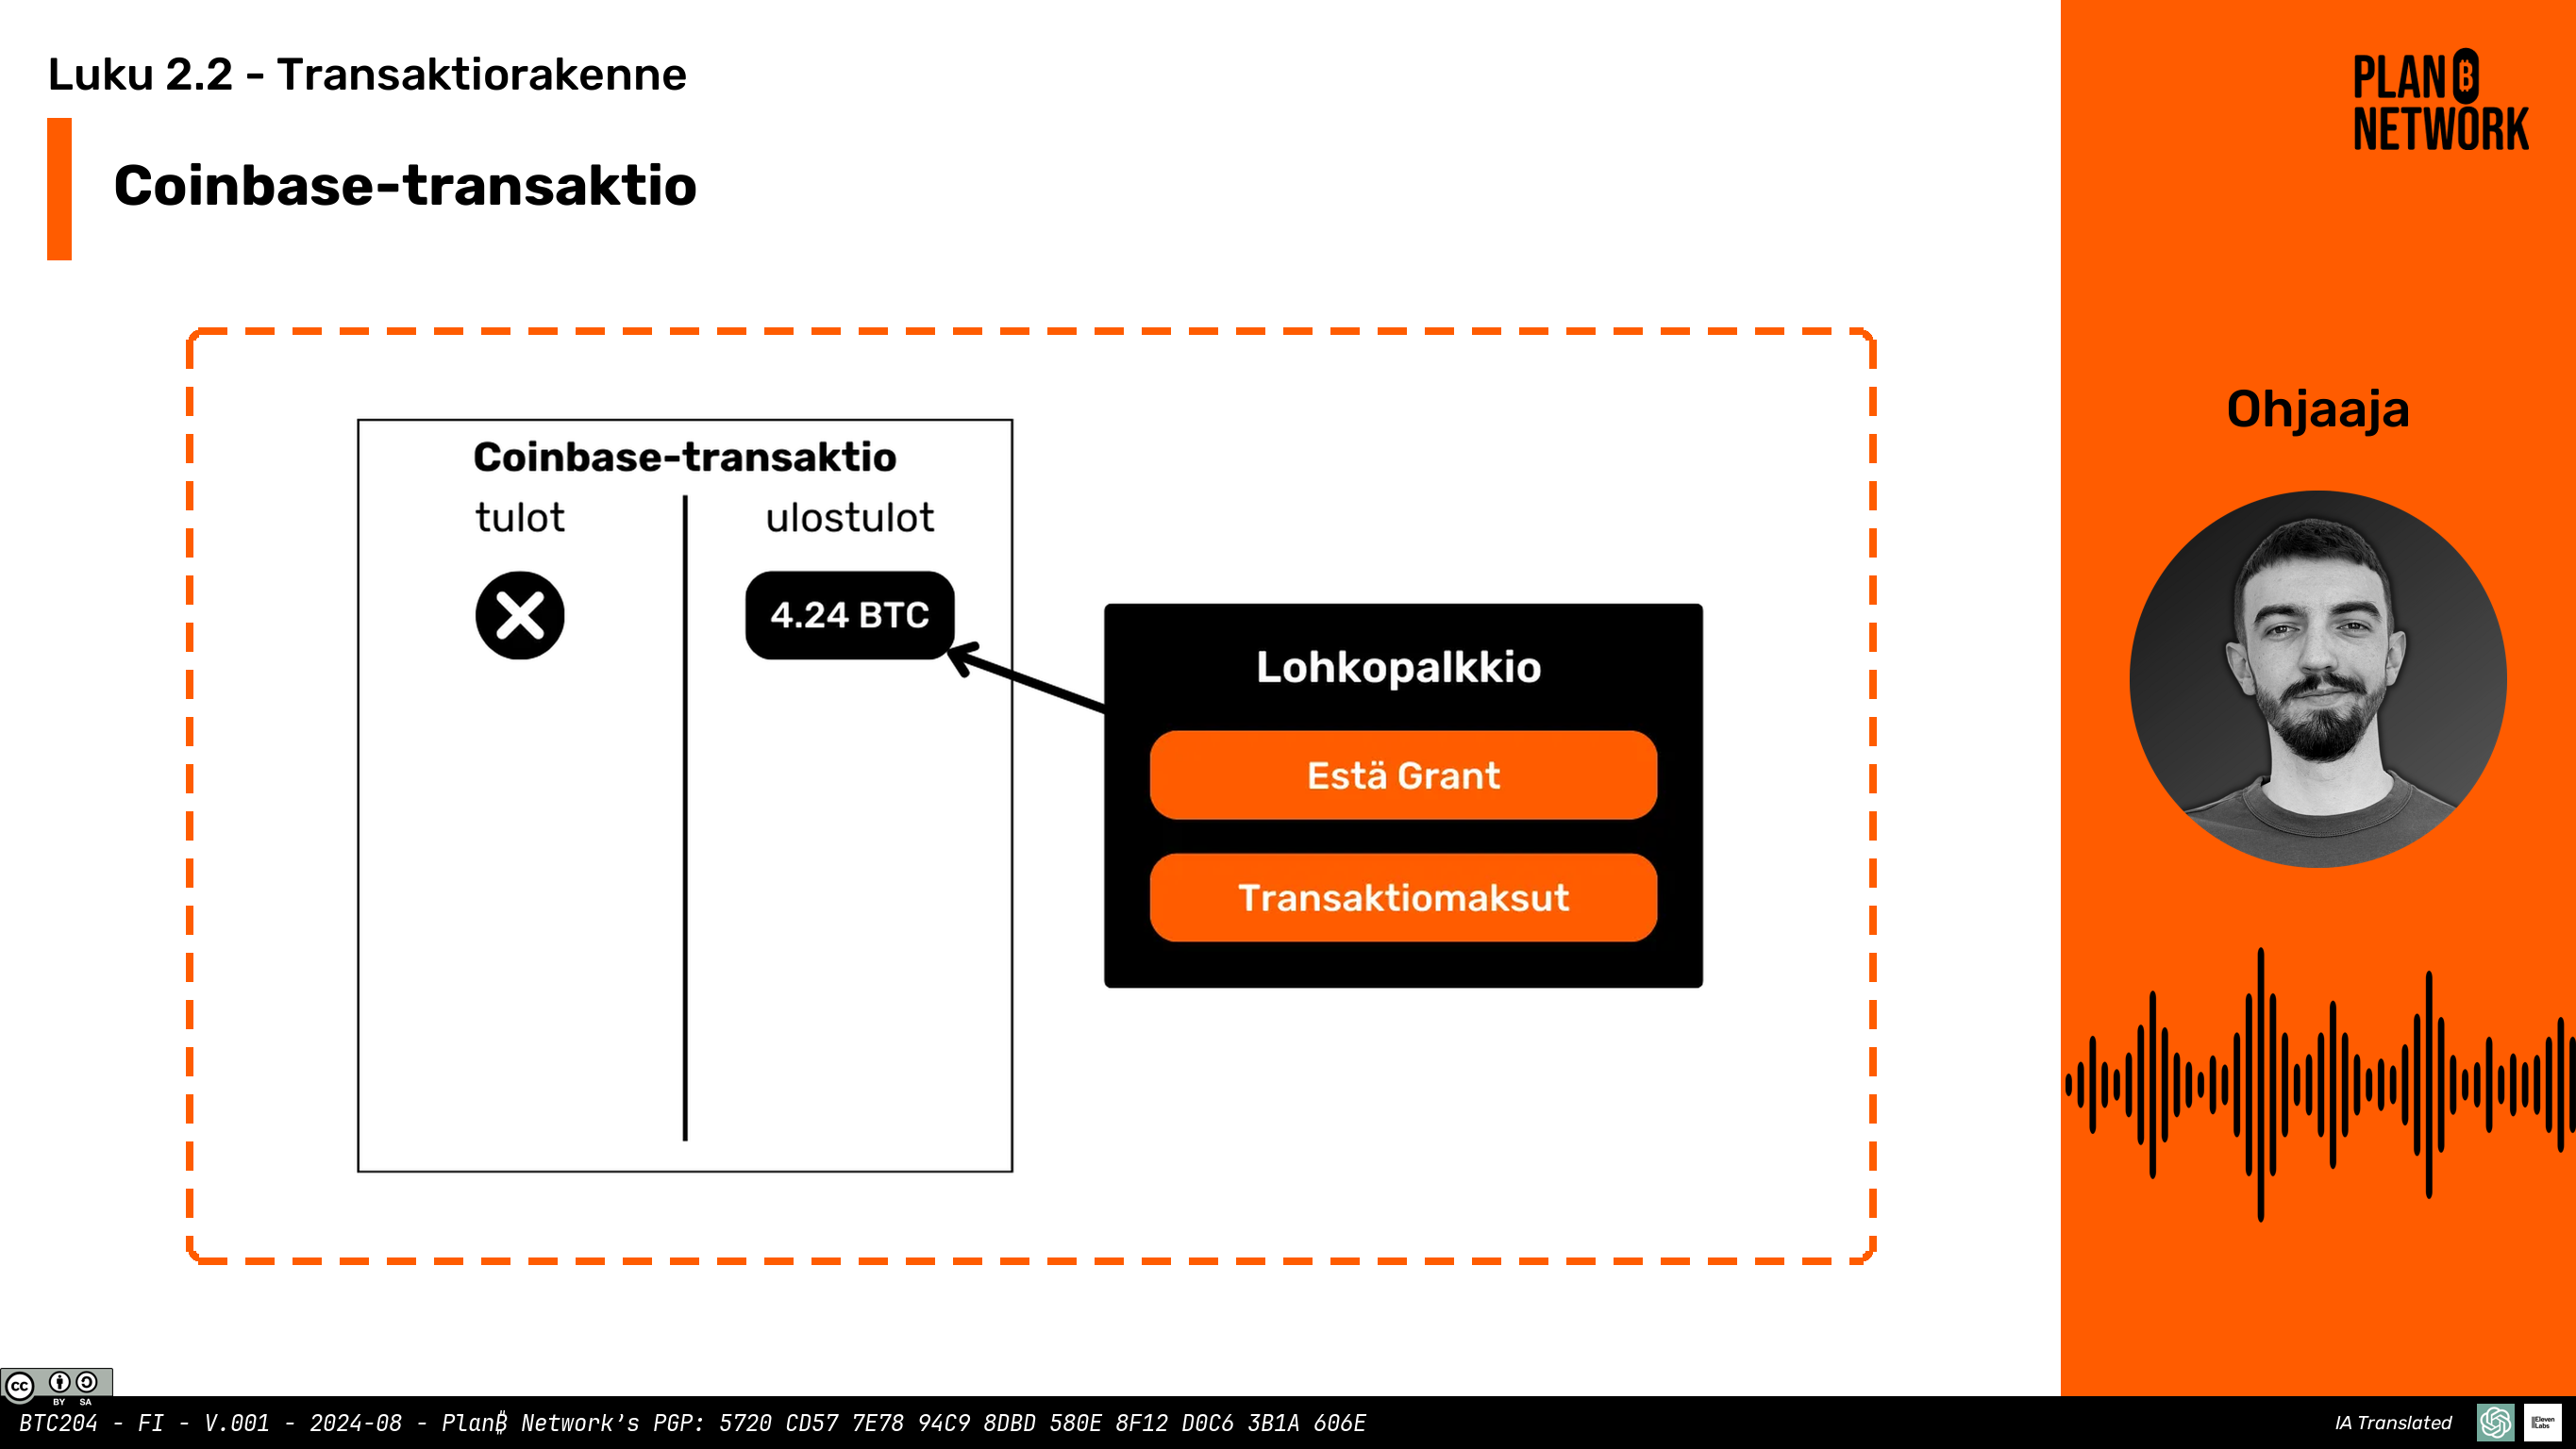 Luku 2.2 - Transaktiorakenne
PLAN ₿
NETWORK
Coinbase-transaktio
Ohjaaja
Coinbase-transaktio
tulot
ulostulot
4.24 BTC
Lohkopalkkio
Estä Grant
Transaktiomaksut
CC BY SA
BTC204 - FI - V.001 - 2024-08 - Plan₿ Network’s PGP: 5720 CD57 7E78 94C9 8DBD 580E 8F12 D0C6 3B1A 606E
IA Translated
ElevenLabs